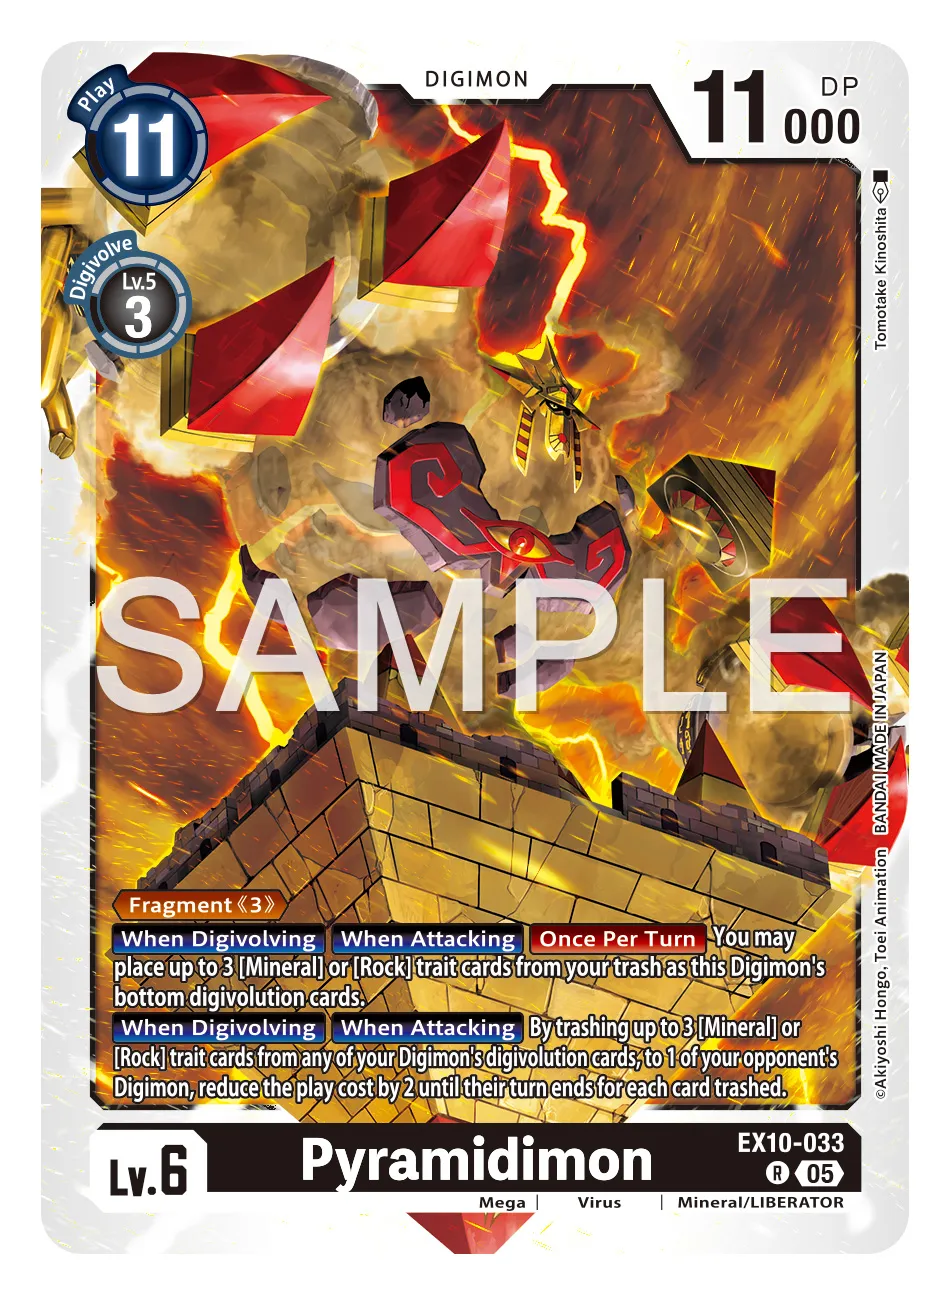 DIGIMON
Play
11
11000
DP
Digivolve
Lv.5
3
Tomotake Kinoshita
SAMPLE
©Akiyoshi Hongo, Toei Animation BANDAI MADE IN JAPAN
Fragment《3》
When Digivolving When Attacking Once Per Turn You may
place up to 3 [Mineral] or [Rock] trait cards from your trash as this Digimon's
bottom digivolution cards.
When Digivolving When Attacking By trashing up to 3 [Mineral] or
[Rock] trait cards from any of your Digimon's digivolution cards, to 1 of your opponent's
Digimon, reduce the play cost by 2 until their turn ends for each card trashed.
Lv.6
Pyramidimon
EX10-033
R 05
Mega | Virus | Mineral/LIBERATOR